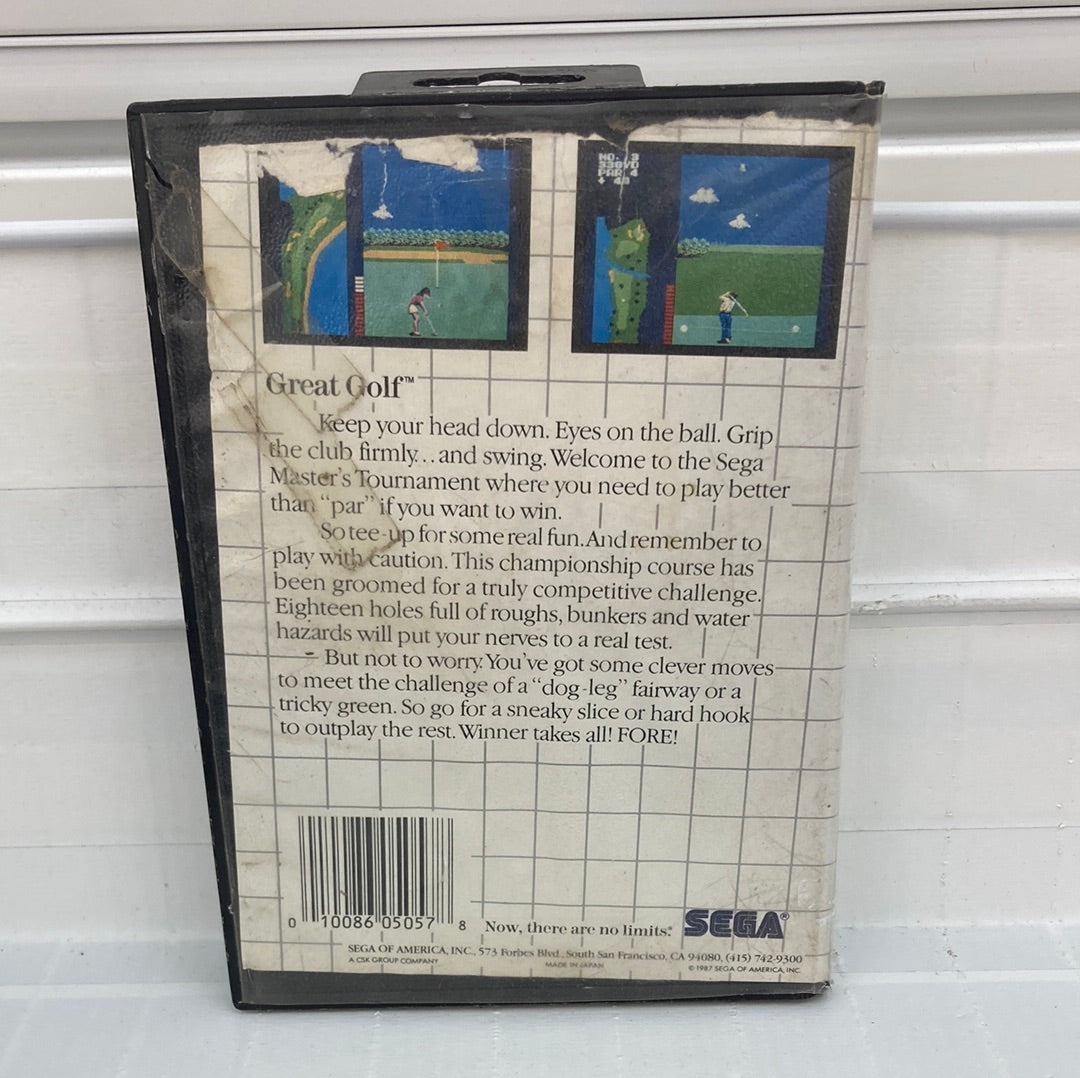 NO. 3
338YD
PAR 4
Great Golf™
Keep your head down. Eyes on the ball. Grip
the club firmly...and swing. Welcome to the Sega
Master's Tournament where you need to play better
than "par" if you want to win.
So tee-up for some real fun. And remember to
play with caution. This championship course has
been groomed for a truly competitive challenge.
Eighteen holes full of roughs, bunkers and water
hazards will put your nerves to a real test.
But not to worry. You've got some clever moves
to meet the challenge of a "dog-leg" fairway or a
tricky green. So go for a sneaky slice or hard hook
to outplay the rest. Winner takes all! FORE!
0 10086 05057 8
Now, there are no limits.
SEGA®
SEGA OF AMERICA, INC., 573 Forbes Blvd., South San Francisco, CA 94080, (415) 742-9300
A CSK GROUP COMPANY
MADE IN JAPAN
© 1987 SEGA OF AMERICA, INC.